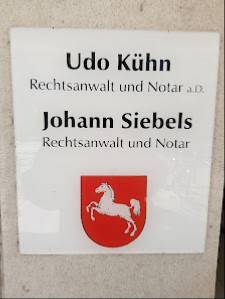 Udo Kühn
Rechtsanwalt und Notar a.D.
Johann Siebels
Rechtsanwalt und Notar